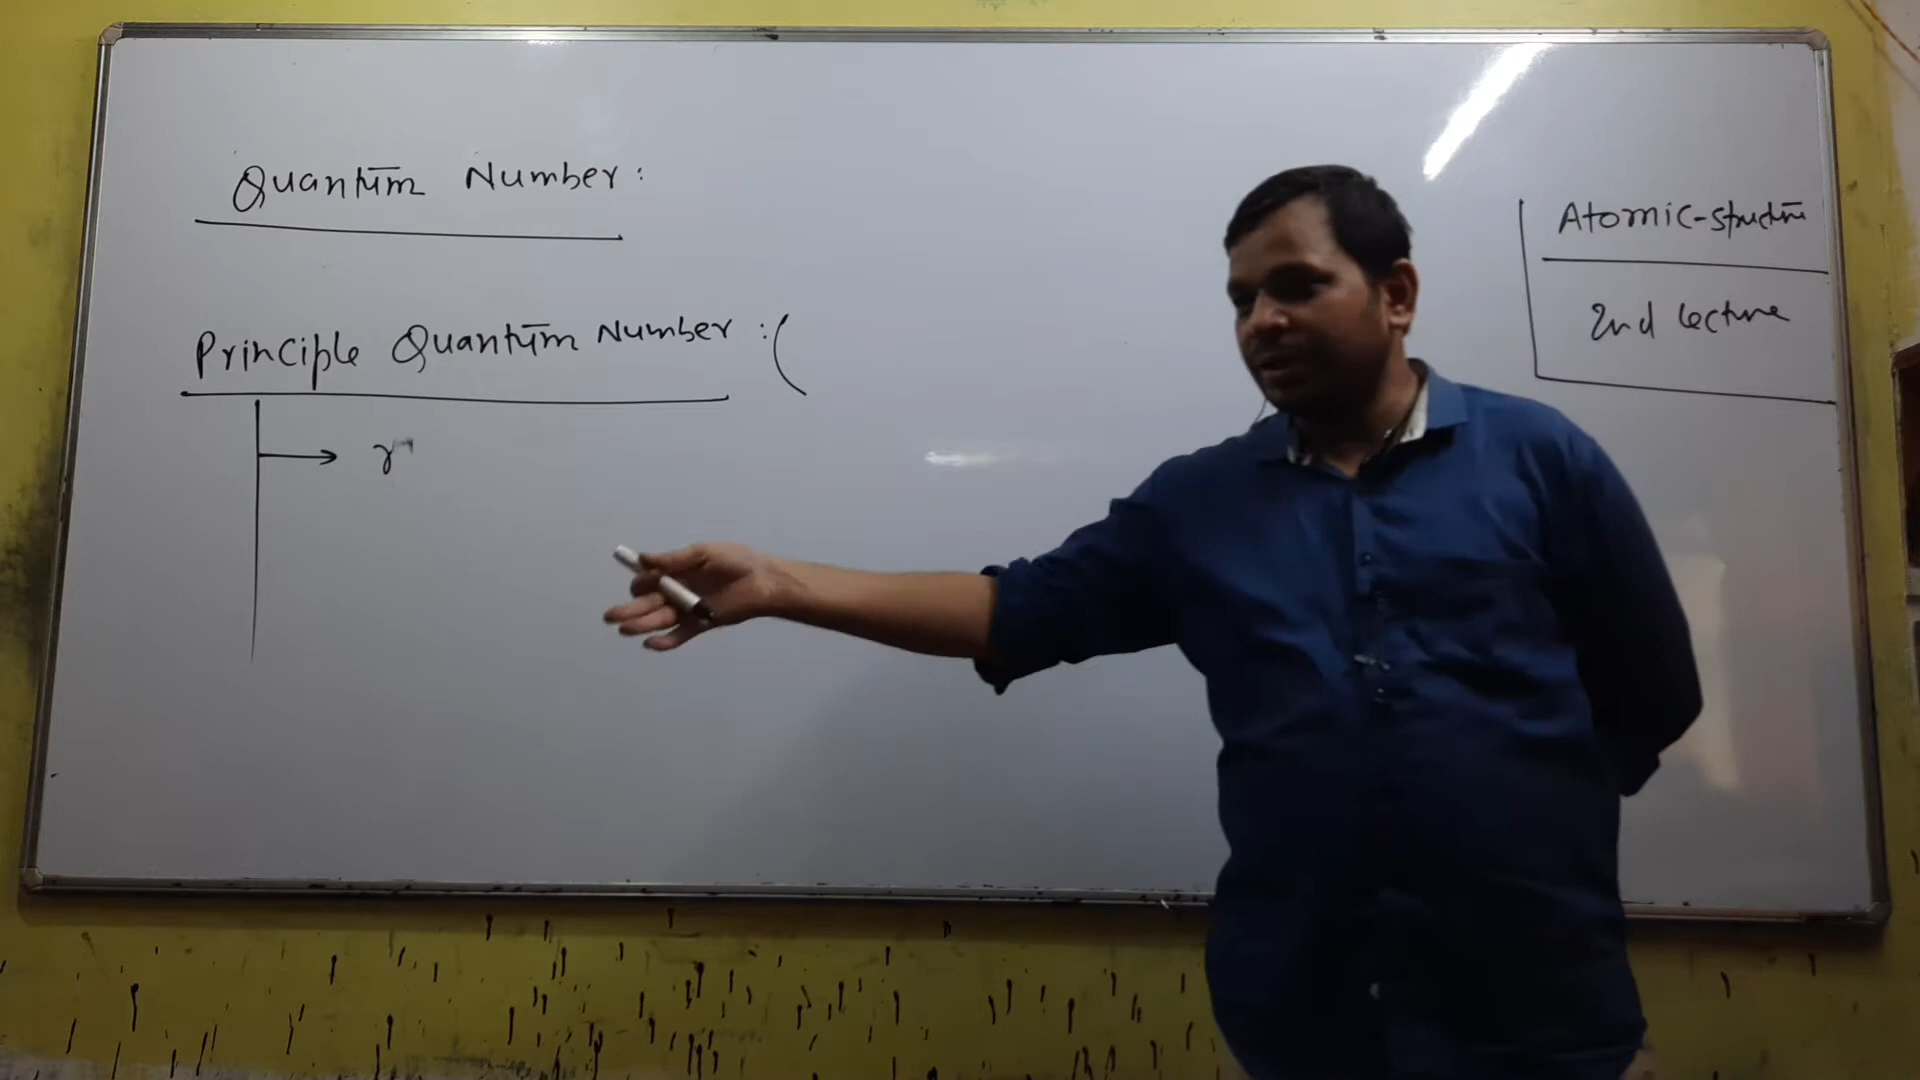 Quantum Number:
Principle Quantum Number : (
Atomic-structure
2nd lecture